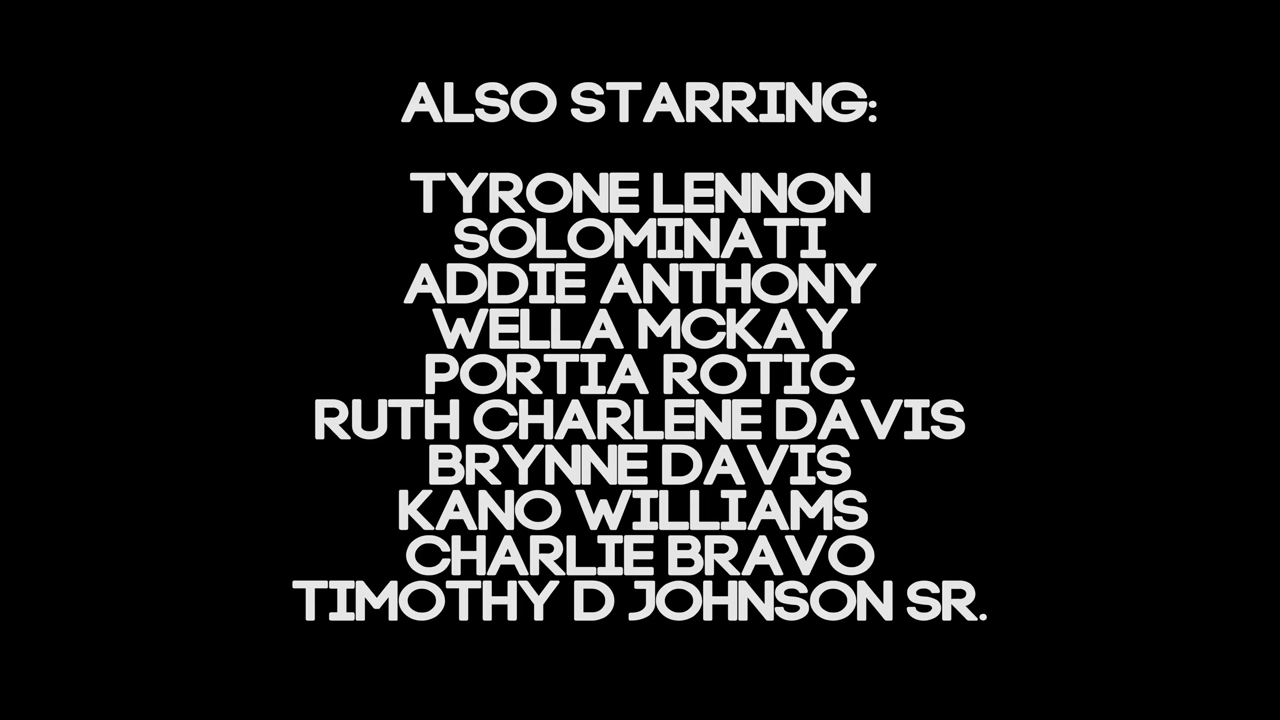 ALSO STARRING:
TYRONE LENNON
SOLOMINATI
ADDIE ANTHONY
WELLA MCKAY
PORTIA ROTIC
RUTH CHARLENE DAVIS
BRYNNE DAVIS
KANO WILLIAMS
CHARLIE BRAVO
TIMOTHY D JOHNSON SR.